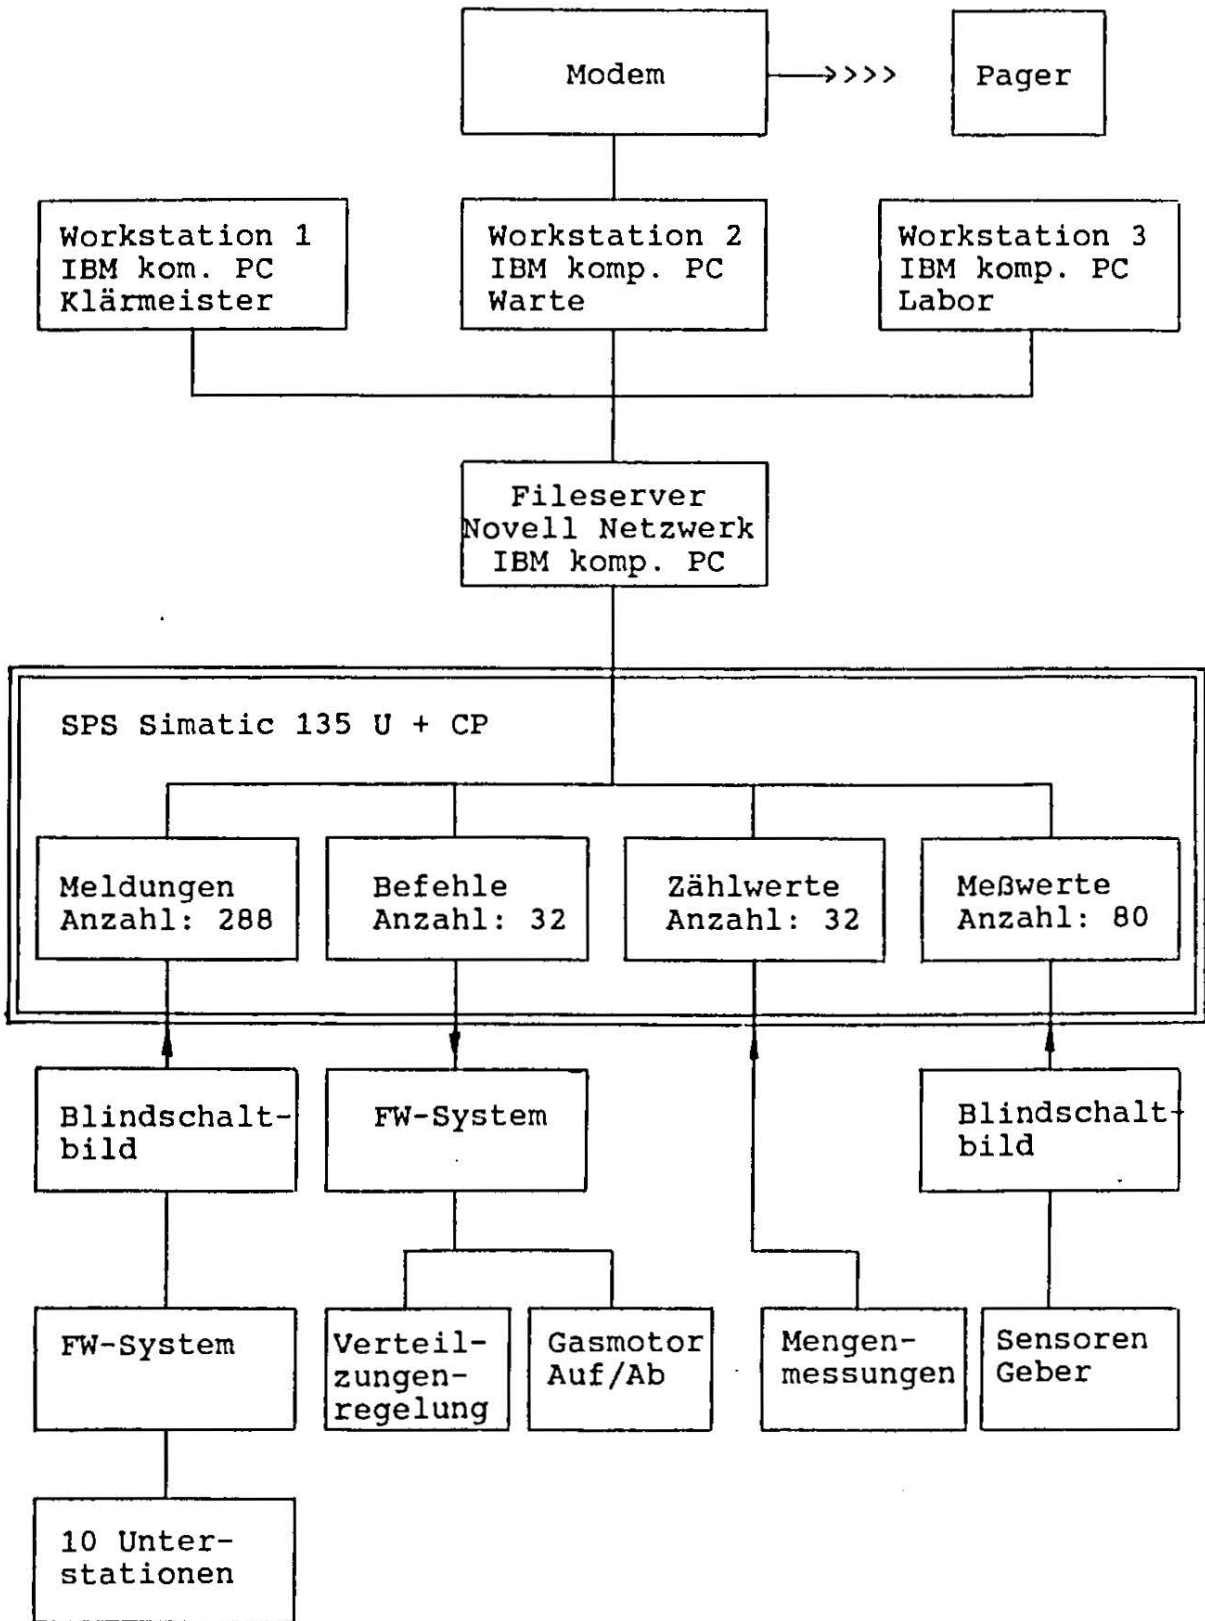 Modem
>>>>
Pager
Workstation 1
IBM kom. PC
Klärmeister
Workstation 2
IBM komp. PC
Warte
Workstation 3
IBM komp. PC
Labor
Fileserver
Novell Netzwerk
IBM komp. PC
SPS Simatic 135 U + CP
Meldungen
Anzahl: 288
Befehle
Anzahl: 32
Zählwerte
Anzahl: 32
Meßwerte
Anzahl: 80
Blindschalt-
bild
FW-System
Blindschalt-
bild
FW-System
Verteil-
zungen-
regelung
Gasmotor
Auf/Ab
Mengen-
messungen
Sensoren
Geber
10 Unter-
stationen